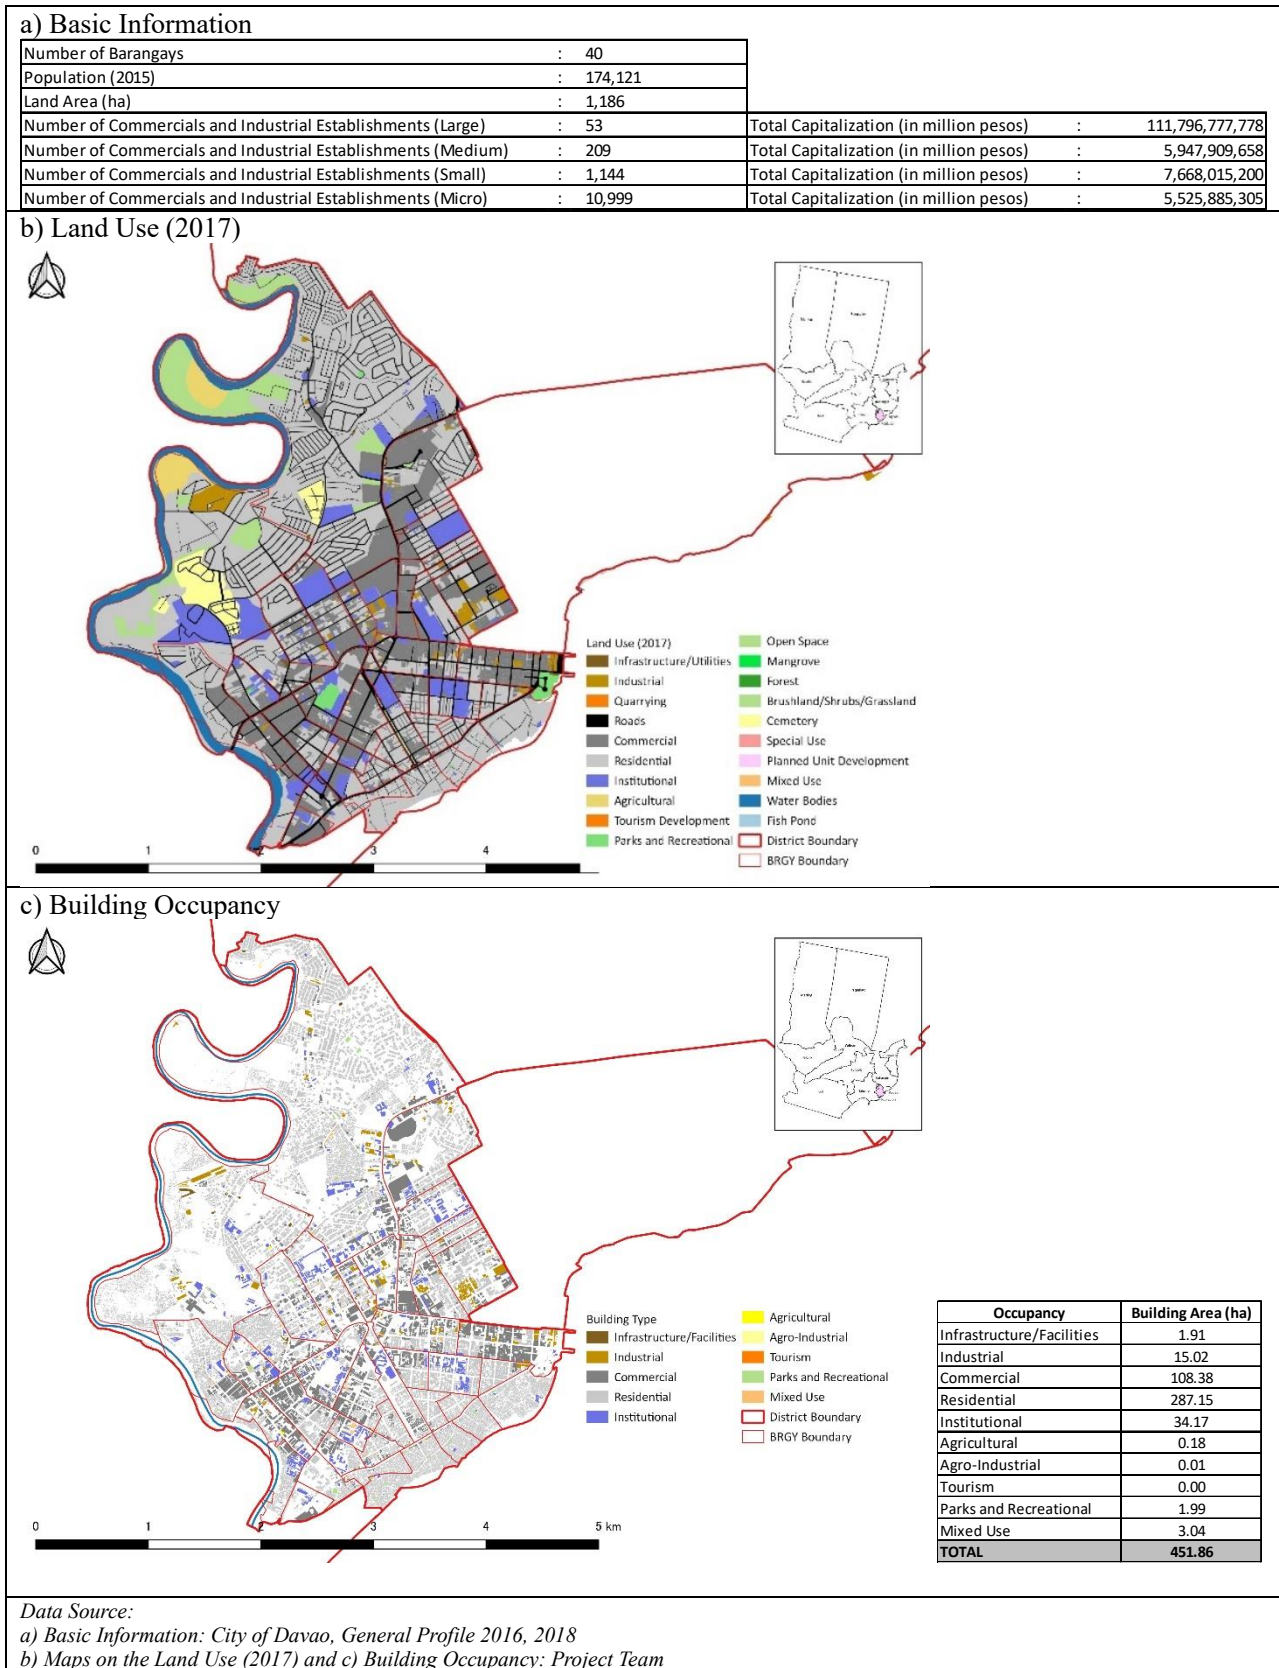 a) Basic Information
Number of Barangays : 40
Population (2015) : 174,121
Land Area (ha) : 1,186
Number of Commercials and Industrial Establishments (Large) : 53 Total Capitalization (in million pesos) : 111,796,777,778
Number of Commercials and Industrial Establishments (Medium) : 209 Total Capitalization (in million pesos) : 5,947,909,658
Number of Commercials and Industrial Establishments (Small) : 1,144 Total Capitalization (in million pesos) : 7,668,015,200
Number of Commercials and Industrial Establishments (Micro) : 10,999 Total Capitalization (in million pesos) : 5,525,885,305
b) Land Use (2017)
Land Use (2017)
Infrastructure/Utilities
Industrial
Quarrying
Roads
Commercial
Residential
Institutional
Agricultural
Tourism Development
Parks and Recreational
Open Space
Mangrove
Forest
Brushland/Shrubs/Grassland
Cemetery
Special Use
Planned Unit Development
Mixed Use
Water Bodies
Fish Pond
District Boundary
BRGY Boundary
0 1 2 3 4
c) Building Occupancy
Building Type
Infrastructure/Facilities
Industrial
Commercial
Residential
Institutional
Agricultural
Agro-Industrial
Tourism
Parks and Recreational
Mixed Use
District Boundary
BRGY Boundary
0 1 2 3 4 5 km
Occupancy Building Area (ha)
Infrastructure/Facilities 1.91
Industrial 15.02
Commercial 108.38
Residential 287.15
Institutional 34.17
Agricultural 0.18
Agro-Industrial 0.01
Tourism 0.00
Parks and Recreational 1.99
Mixed Use 3.04
TOTAL 451.86
Data Source:
a) Basic Information: City of Davao, General Profile 2016, 2018
b) Maps on the Land Use (2017) and c) Building Occupancy: Project Team